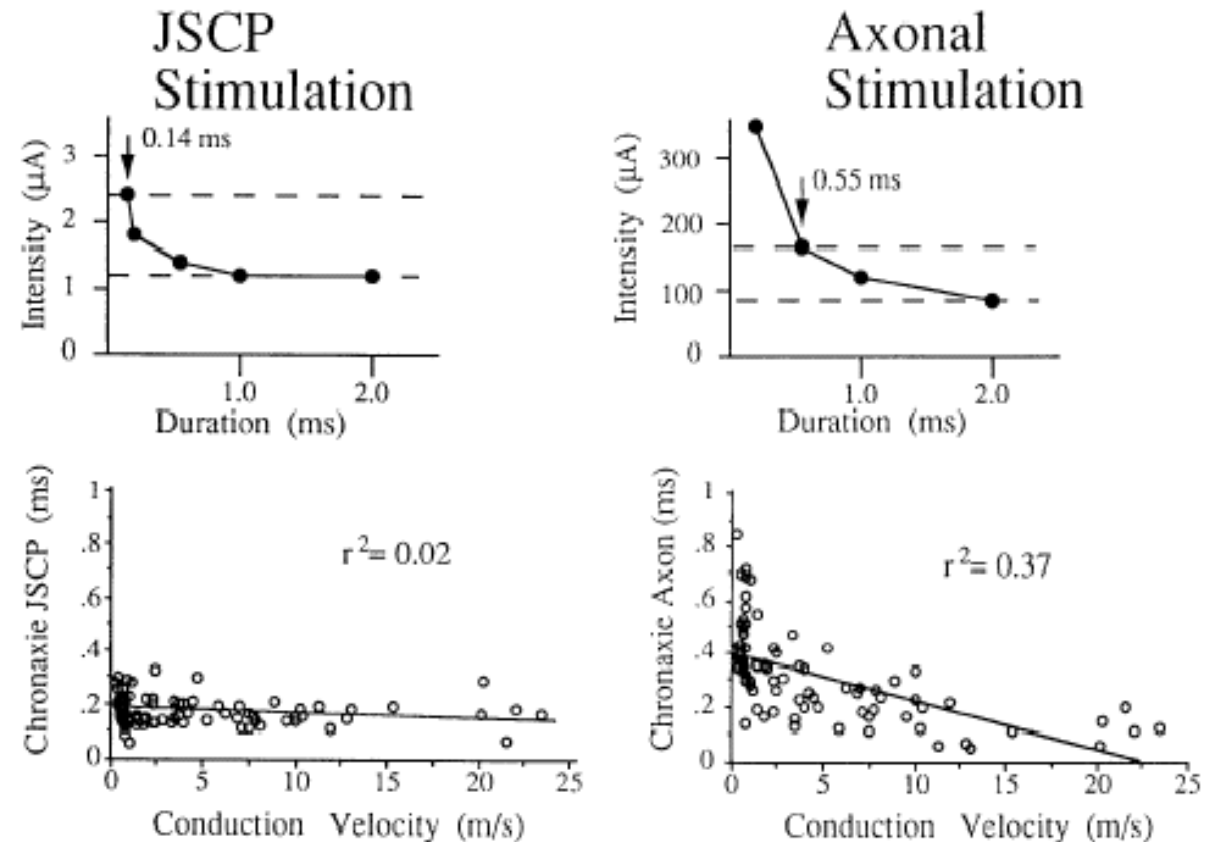 JSCP
Stimulation
Intensity (μA)
3
2
1
0
0.14 ms
1.0
2.0
Duration (ms)
Axonal
Stimulation
Intensity (μA)
300
200
100
0
0.55 ms
1.0
2.0
Duration (ms)
Chronaxie JSCP (ms)
1
.8
.6
.4
.2
0
r²= 0.02
0
5
10
15
20
25
Conduction Velocity (m/s)
Chronaxie Axon (ms)
1
.8
.6
.4
.2
0
r²= 0.37
0
5
10
15
20
25
Conduction Velocity (m/s)